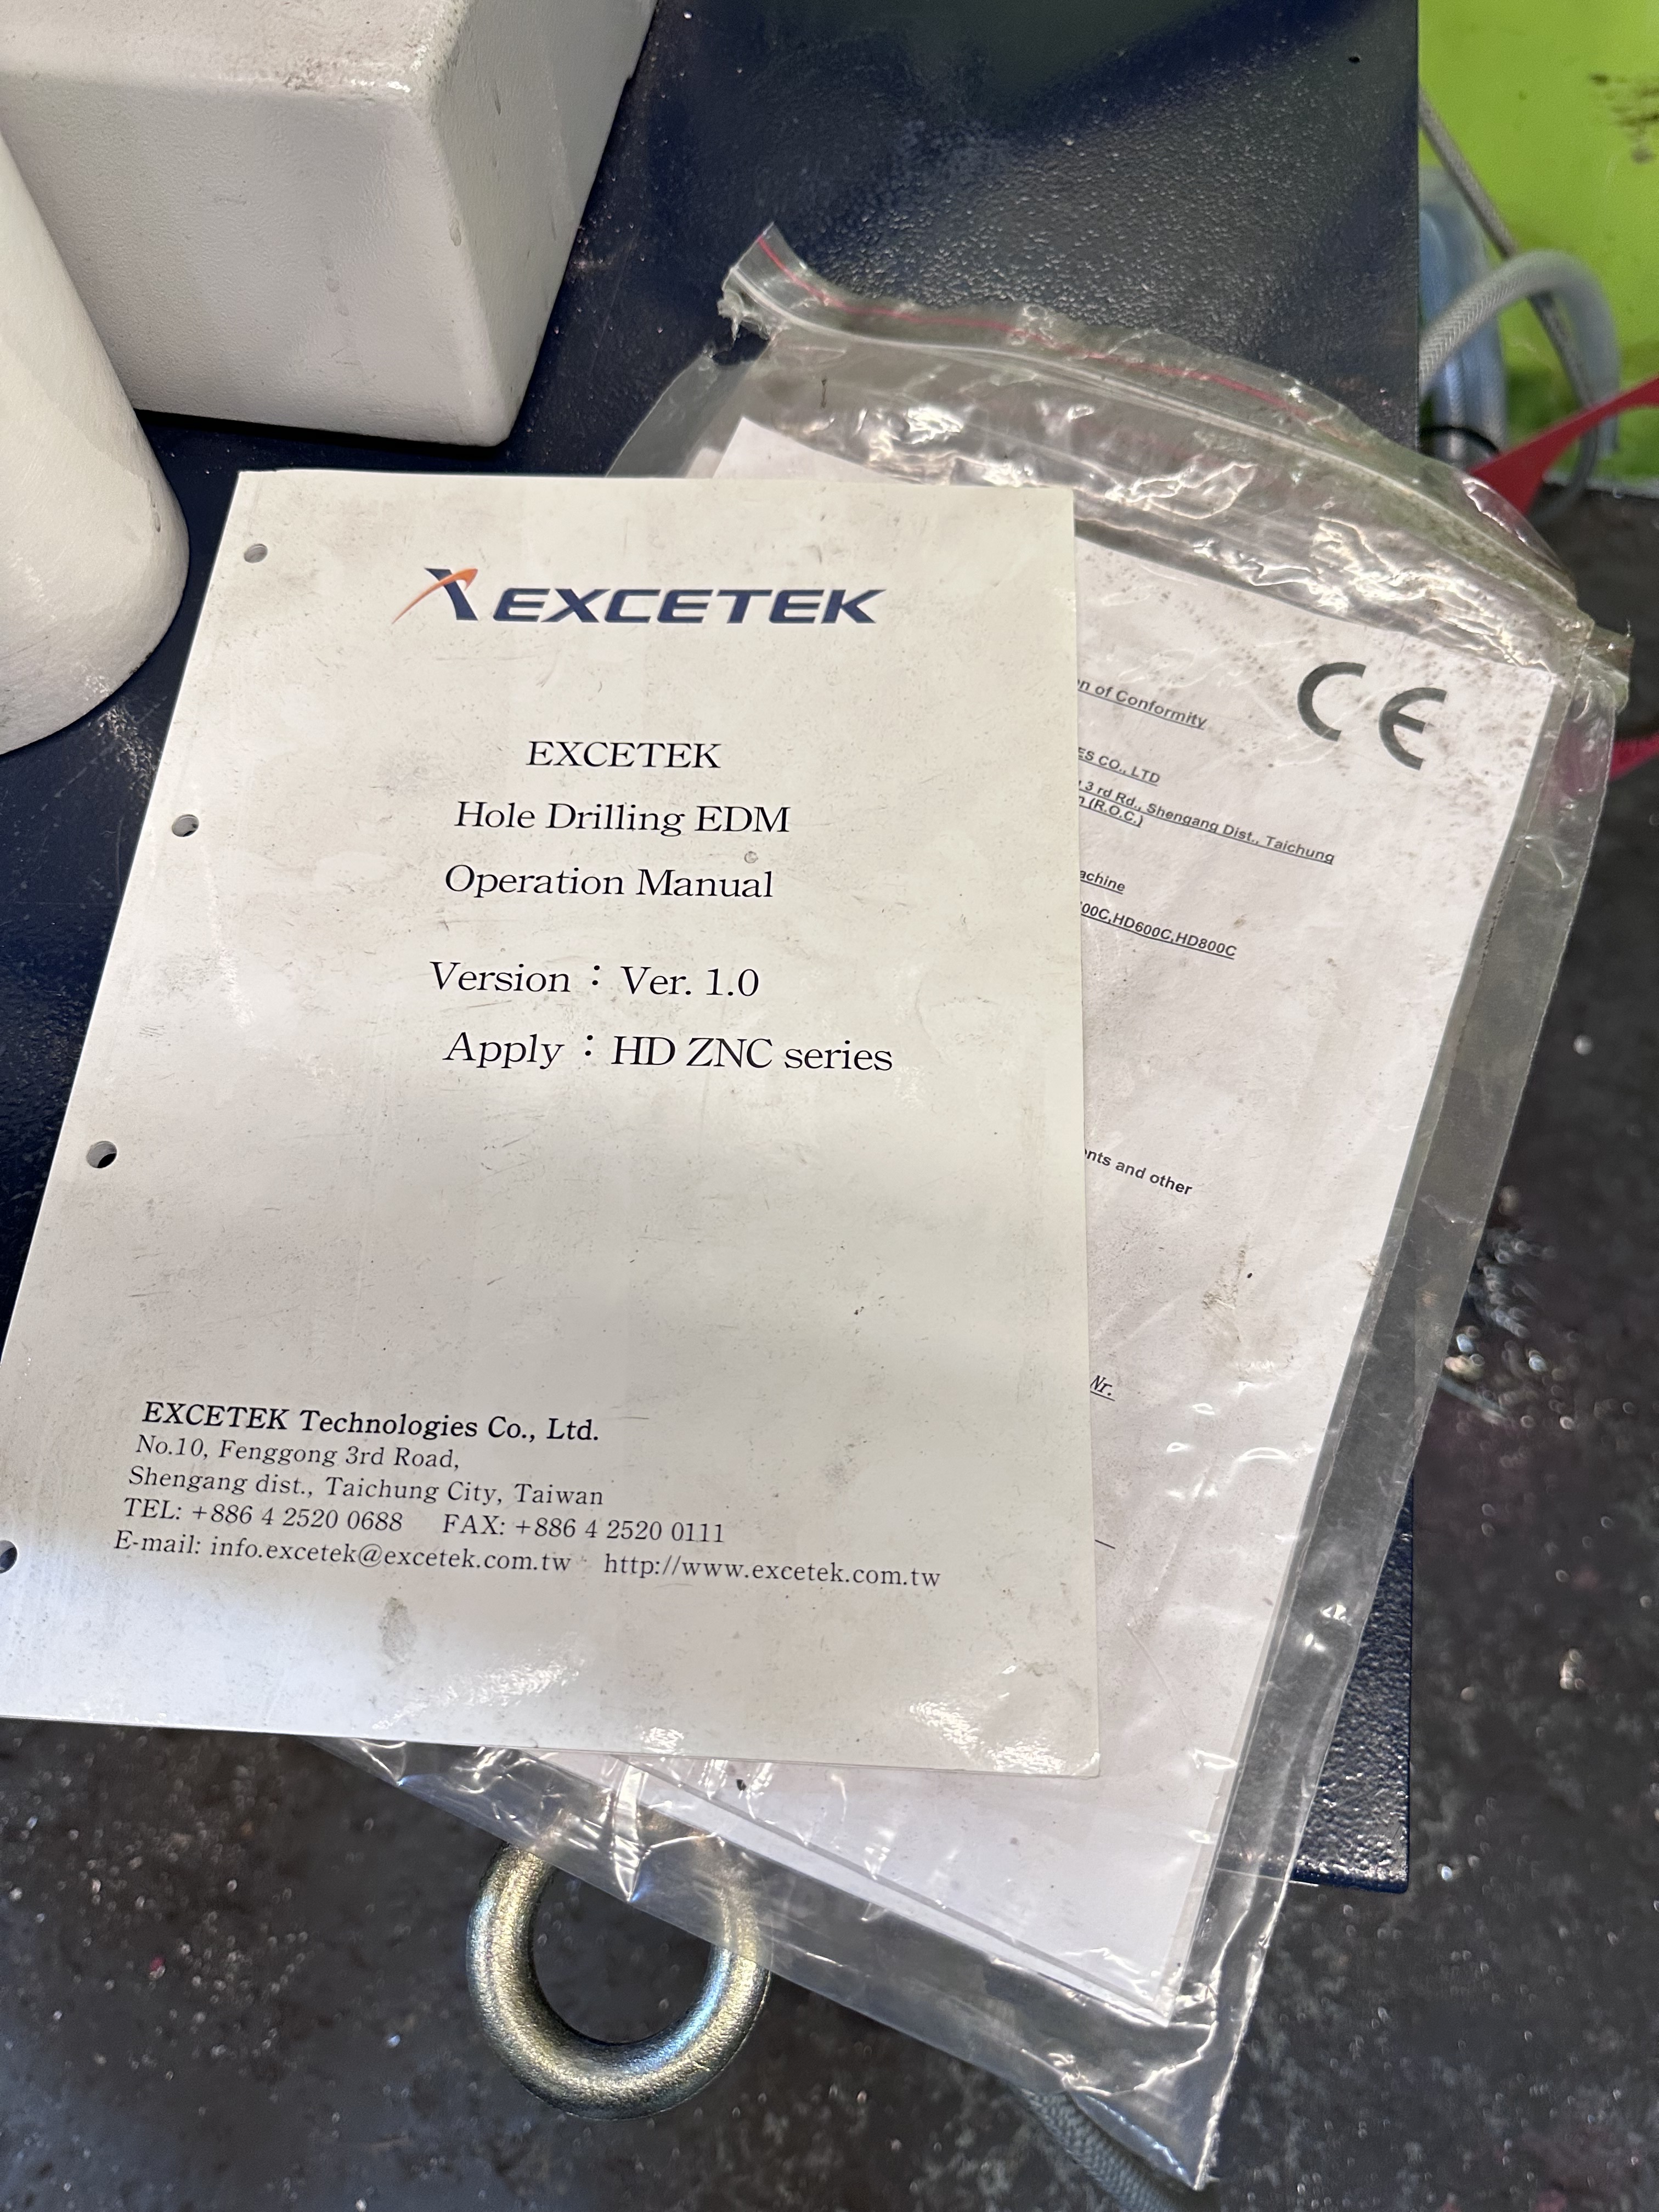 EXCETEK
EXCETEK
Hole Drilling EDM
Operation Manual
Version：Ver. 1.0
Apply：HD ZNC series
EXCETEK Technologies Co., Ltd.
No.10, Fenggong 3rd Road,
Shengang dist., Taichung City, Taiwan
TEL: +886 4 2520 0688 FAX: +886 4 2520 0111
E-mail: info.excetek@excetek.com.tw http://www.excetek.com.tw
CE
of Conformity
CO., LTD
3 rd Rd., Shengang Dist., Taichung
(R.O.C.)
achine
00C,HD600C,HD800C
nts and other
Nr.